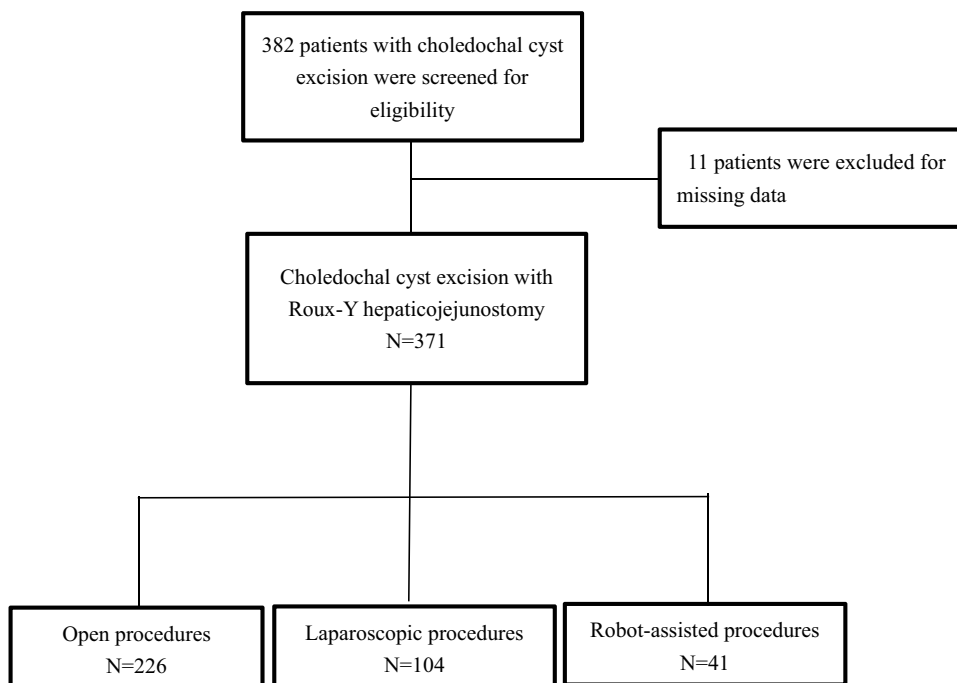 382 patients with choledochal cyst
excision were screened for
eligibility
11 patients were excluded for
missing data
Choledochal cyst excision with
Roux-Y hepaticojejunostomy
N=371
Open procedures
N=226
Laparoscopic procedures
N=104
Robot-assisted procedures
N=41